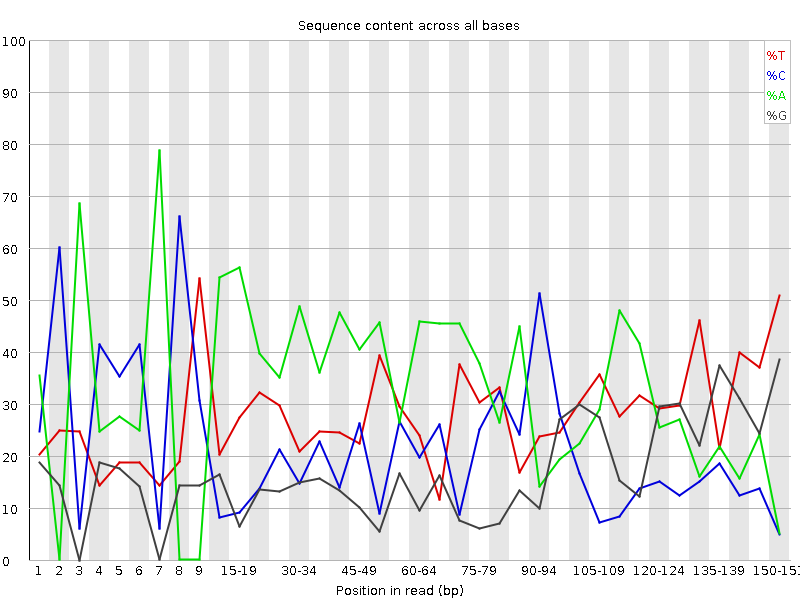 Sequence content across all bases
100
90
80
70
60
50
40
30
20
10
0
%T
%C
%A
%G
1 2 3 4 5 6 7 8 9 15-19 30-34 45-49 60-64 75-79 90-94 105-109 120-124 135-139 150-151
Position in read (bp)